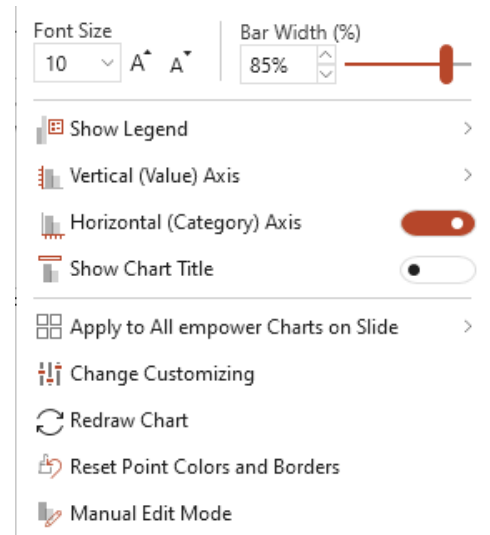 Font Size
Bar Width (%)
10
A
A
85%
Show Legend
Vertical (Value) Axis
Horizontal (Category) Axis
Show Chart Title
Apply to All empower Charts on Slide
Change Customizing
Redraw Chart
Reset Point Colors and Borders
Manual Edit Mode